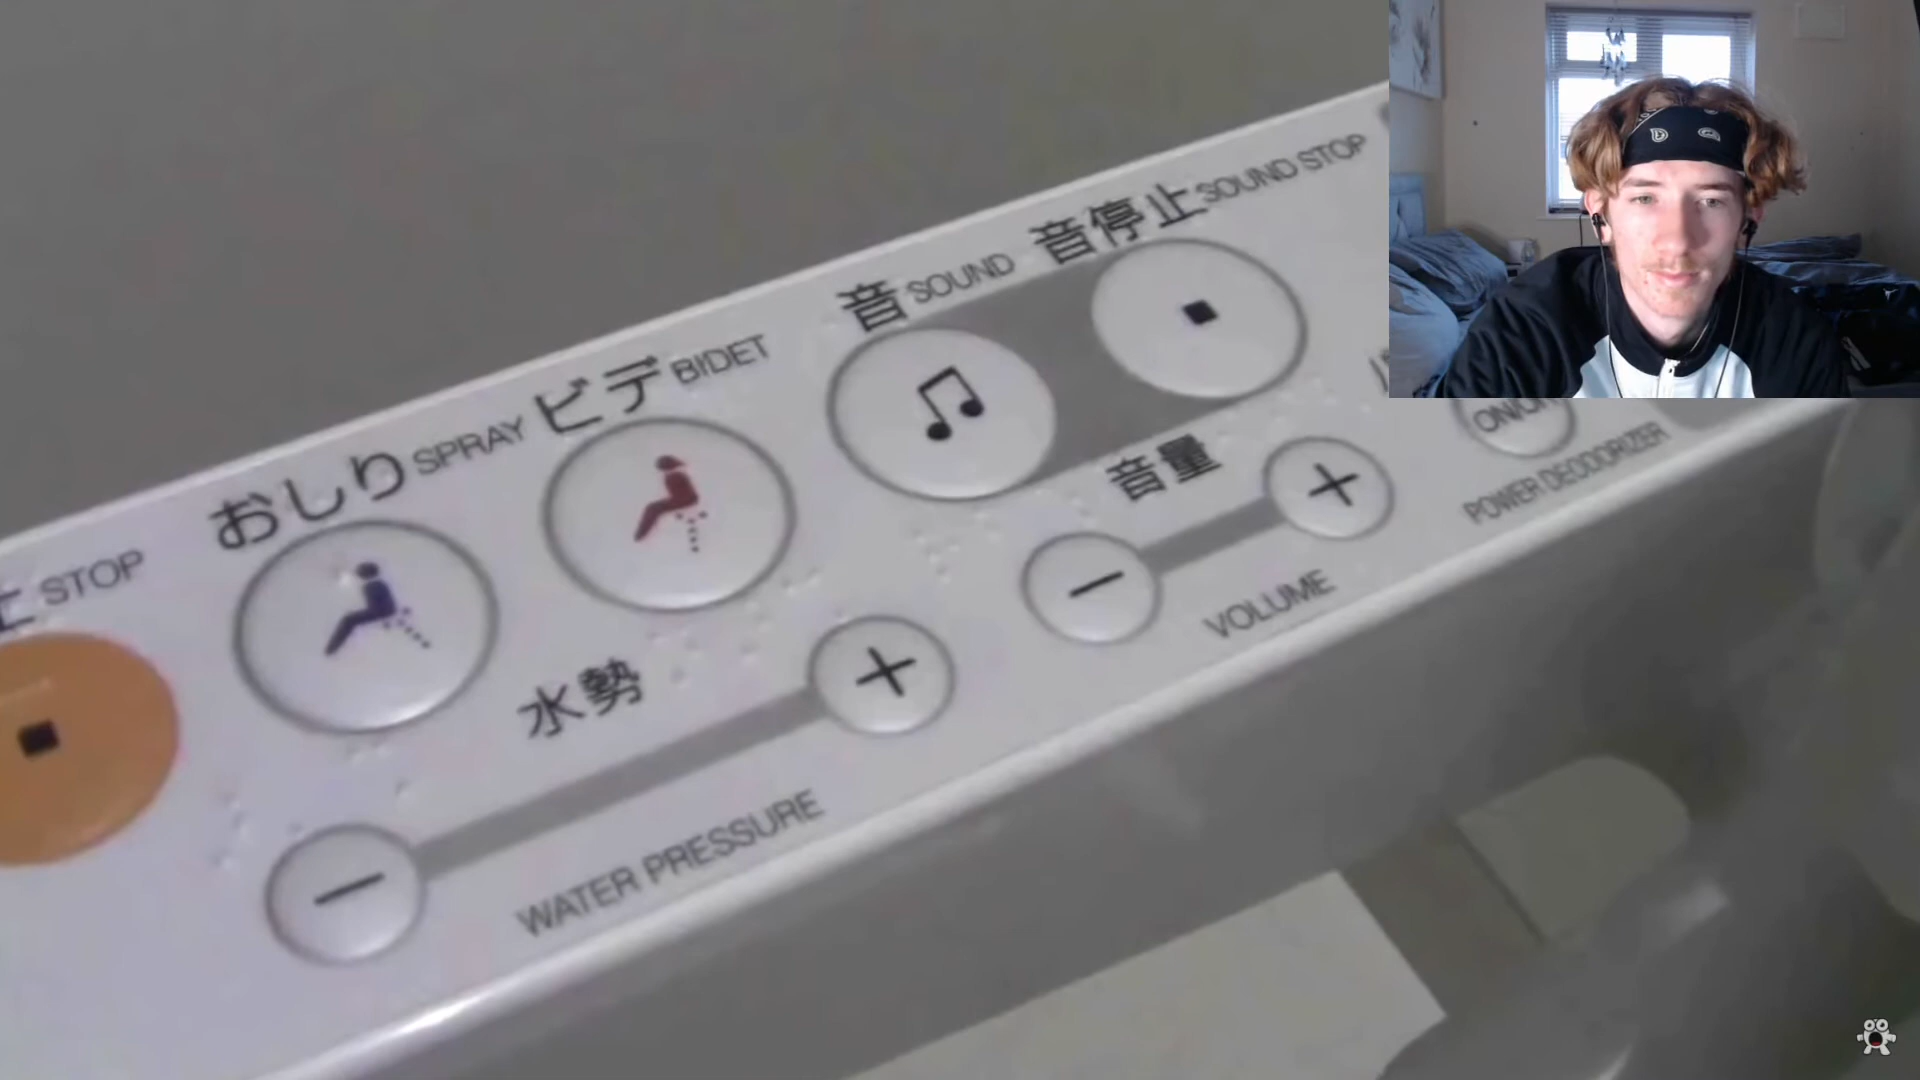 STOP
おしり SPRAY
ビデ BIDET
音 SOUND
音停止 SOUND STOP
水勢
WATER PRESSURE
音量
VOLUME
ON/OFF
POWER DEODORIZER